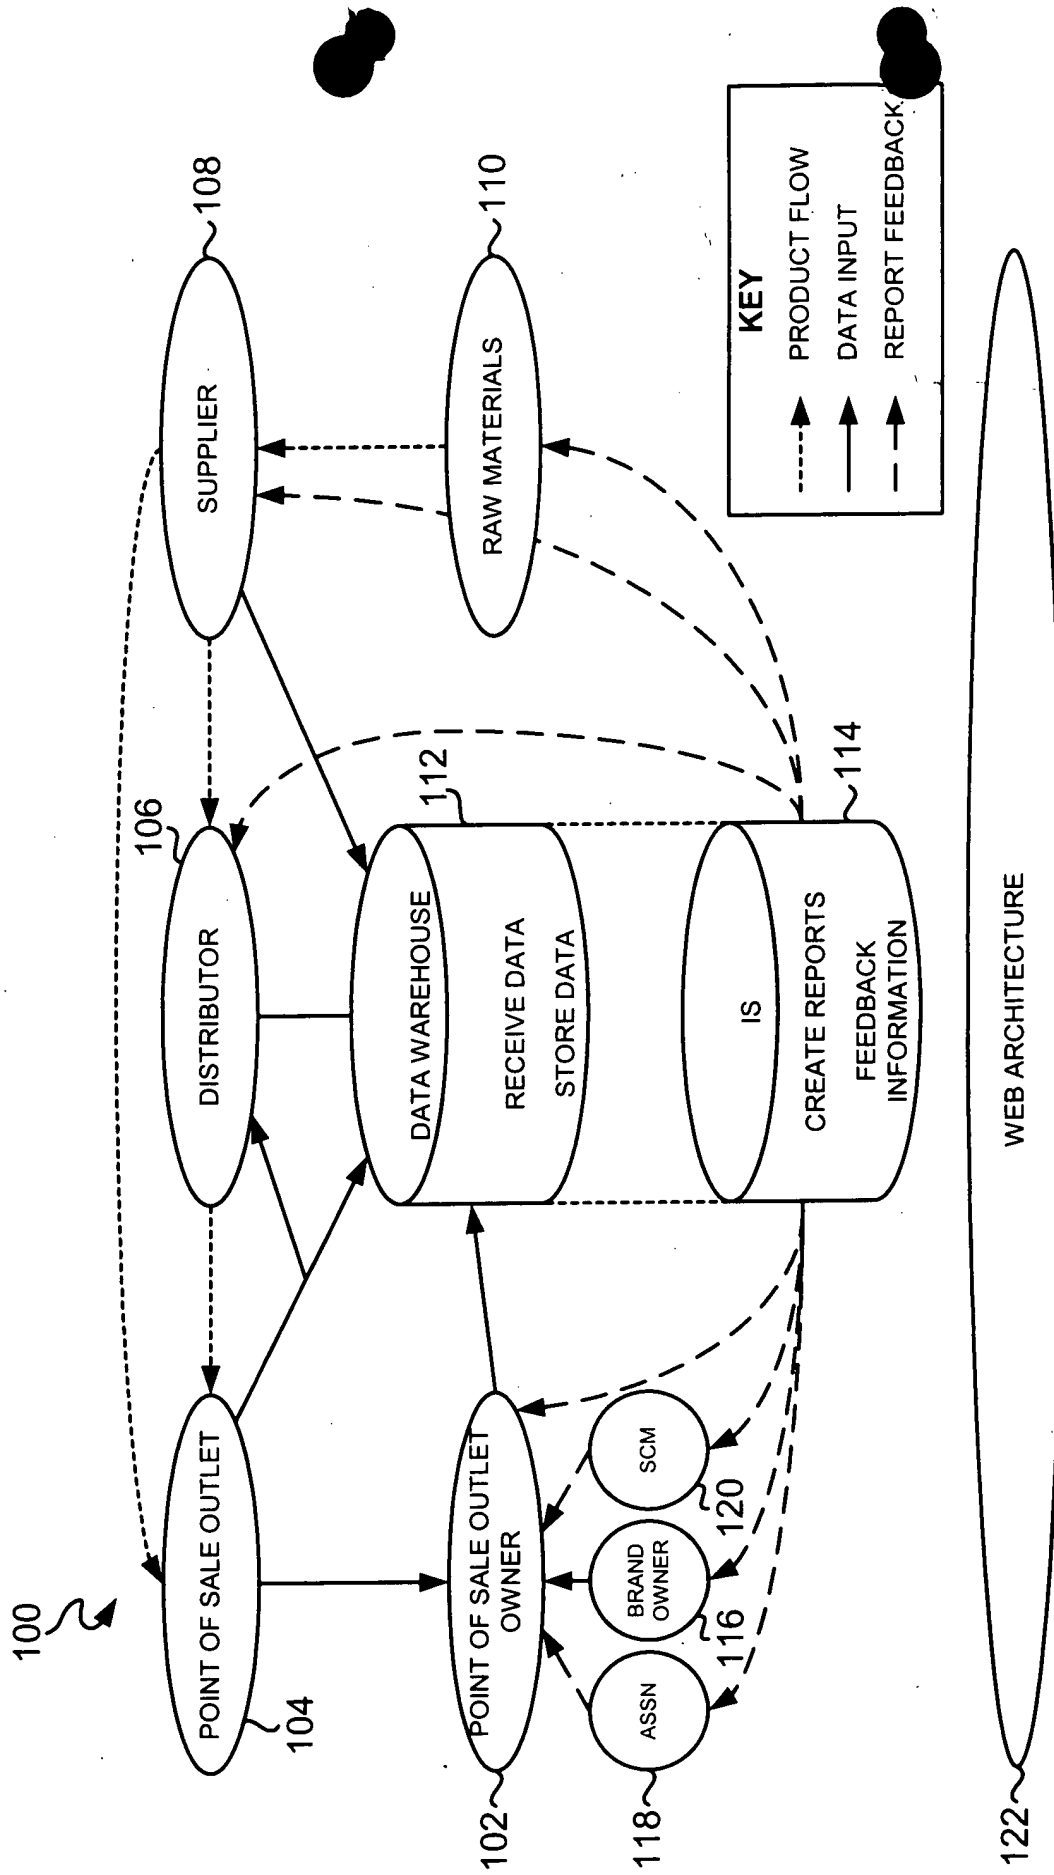 100
POINT OF SALE OUTLET
104
DISTRIBUTOR
106
SUPPLIER
108
POINT OF SALE OUTLET
OWNER
102
DATA WAREHOUSE
RECEIVE DATA
STORE DATA
112
RAW MATERIALS
110
ASSN
118
BRAND
OWNER
116
SCM
120
IS
CREATE REPORTS
FEEDBACK
INFORMATION
114
KEY
PRODUCT FLOW
DATA INPUT
REPORT FEEDBACK
WEB ARCHITECTURE
122